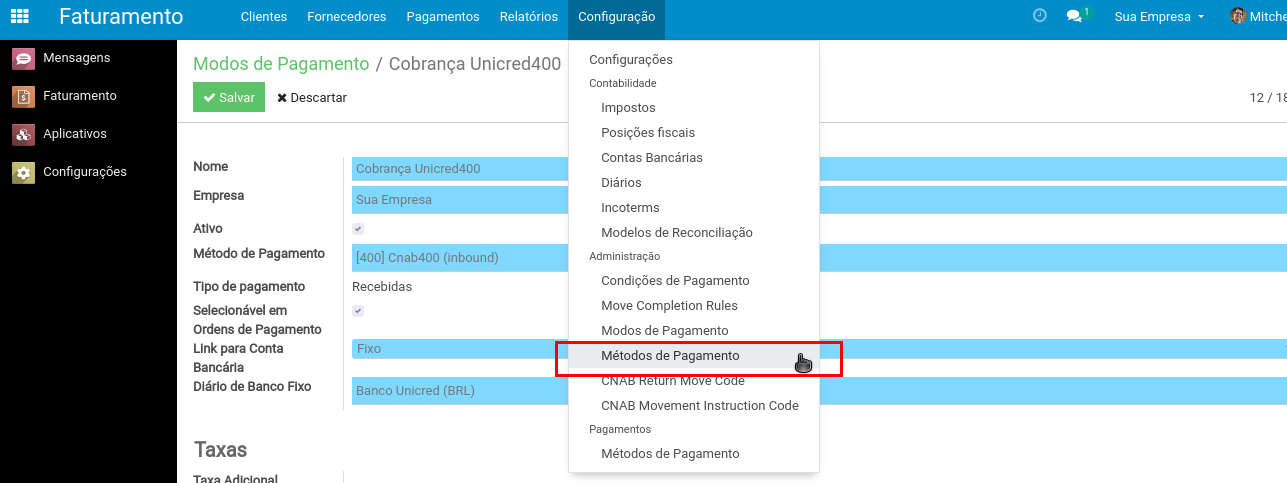 Faturamento
Clientes
Fornecedores
Pagamentos
Relatórios
Configuração
1
Sua Empresa
Mensagens
Faturamento
Aplicativos
Configurações
Modos de Pagamento / Cobrança Unicred400
Salvar
Descartar
12 / 18
Nome
Cobrança Unicred400
Empresa
Sua Empresa
Ativo
Método de Pagamento
[400] Cnab400 (inbound)
Tipo de pagamento
Recebidas
Selecionável em
Ordens de Pagamento
Link para Conta
Bancária
Fixo
Diário de Banco Fixo
Banco Unicred (BRL)
Taxas
Taxa Adicional
Configurações
Contabilidade
Impostos
Posições fiscais
Contas Bancárias
Diários
Incoterms
Modelos de Reconciliação
Administração
Condições de Pagamento
Move Completion Rules
Modos de Pagamento
Métodos de Pagamento
CNAB Return Move Code
CNAB Movement Instruction Code
Pagamentos
Métodos de Pagamento